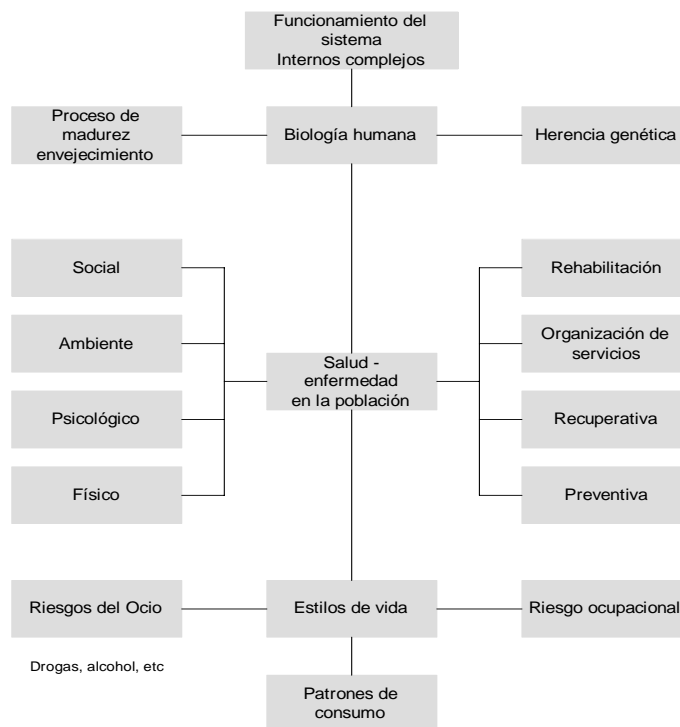 Funcionamiento del
sistema
Internos complejos
Proceso de
madurez
envejecimiento
Biología humana
Herencia genética
Social
Ambiente
Psicológico
Físico
Salud -
enfermedad
en la población
Rehabilitación
Organización de
servicios
Recuperativa
Preventiva
Riesgos del Ocio
Estilos de vida
Riesgo ocupacional
Drogas, alcohol, etc
Patrones de
consumo